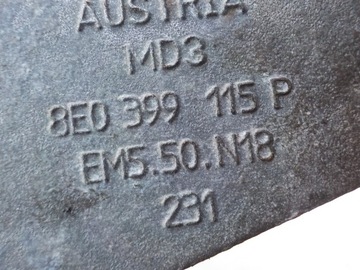 AUSTRIA
MD3
8E0 399 115 P
EM5.50.N18
231